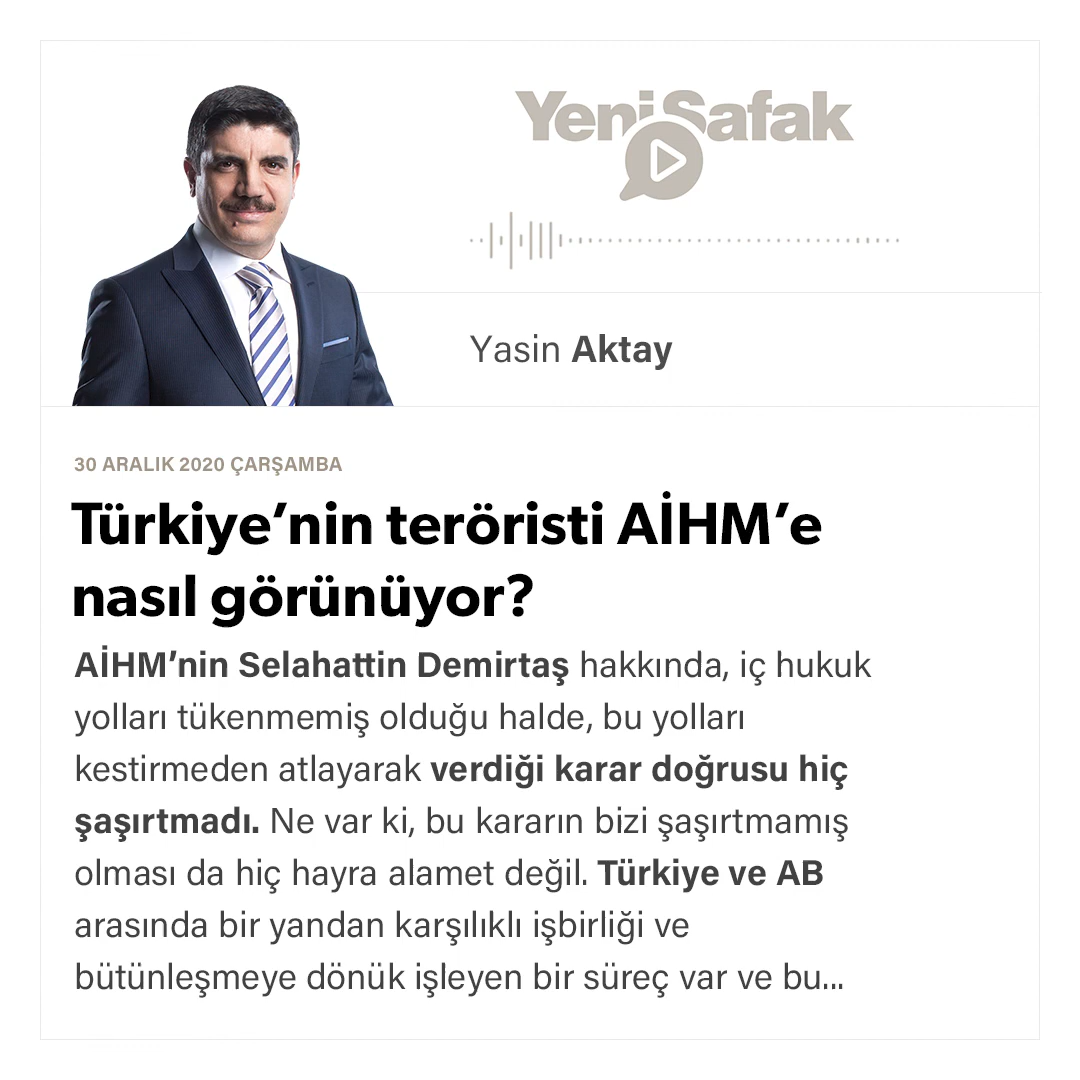 Yeni Şafak
Yasin Aktay
30 ARALIK 2020 ÇARŞAMBA
Türkiye’nin teröristi AİHM’e
nasıl görünüyor?
AİHM’nin Selahattin Demirtaş hakkında, iç hukuk
yolları tükenmemiş olduğu halde, bu yolları
kestirmeden atlayarak verdiği karar doğrusu hiç
şaşırtmadı. Ne var ki, bu kararın bizi şaşırtmamış
olması da hiç hayra alamet değil. Türkiye ve AB
arasında bir yandan karşılıklı işbirliği ve
bütünleşmeye dönük işleyen bir süreç var ve bu...